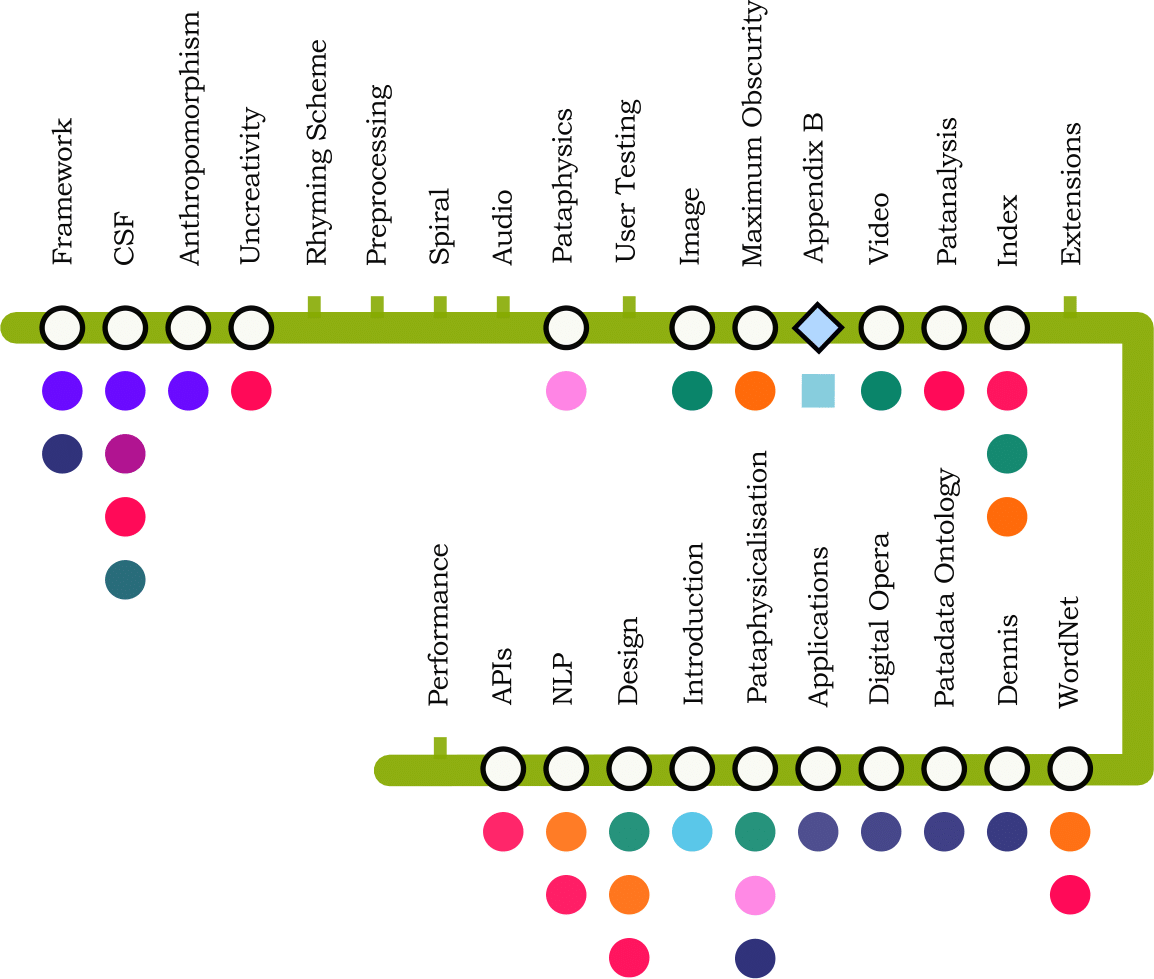 Framework
CSF
Anthropomorphism
Uncreativity
Rhyming Scheme
Preprocessing
Spiral
Audio
Pataphysics
User Testing
Image
Maximum Obscurity
Appendix B
Video
Patanalysis
Index
Extensions
Performance
APIs
NLP
Design
Introduction
Pataphysicalisation
Applications
Digital Opera
Patadata Ontology
Dennis
WordNet